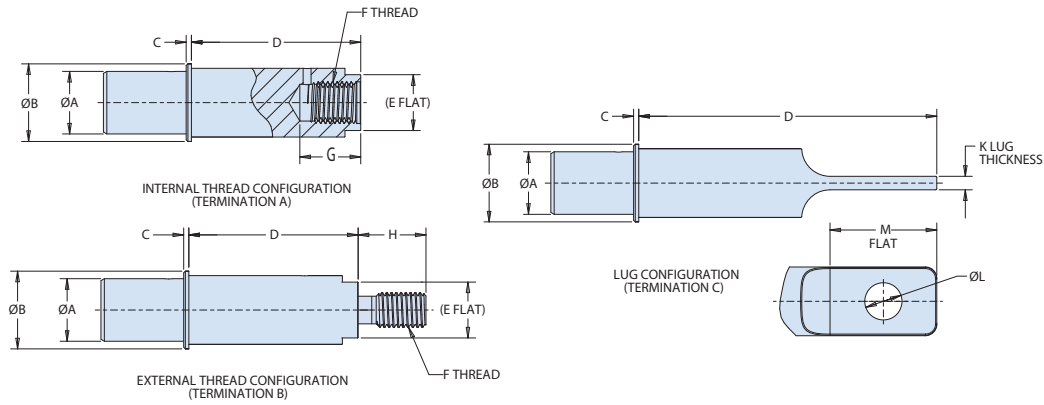 F THREAD
C
D
ØB
ØA
(E FLAT)
G
INTERNAL THREAD CONFIGURATION
(TERMINATION A)
C
D
H
ØB
ØA
(E FLAT)
F THREAD
EXTERNAL THREAD CONFIGURATION
(TERMINATION B)
C
D
K LUG
THICKNESS
ØB
ØA
M
FLAT
ØL
LUG CONFIGURATION
(TERMINATION C)